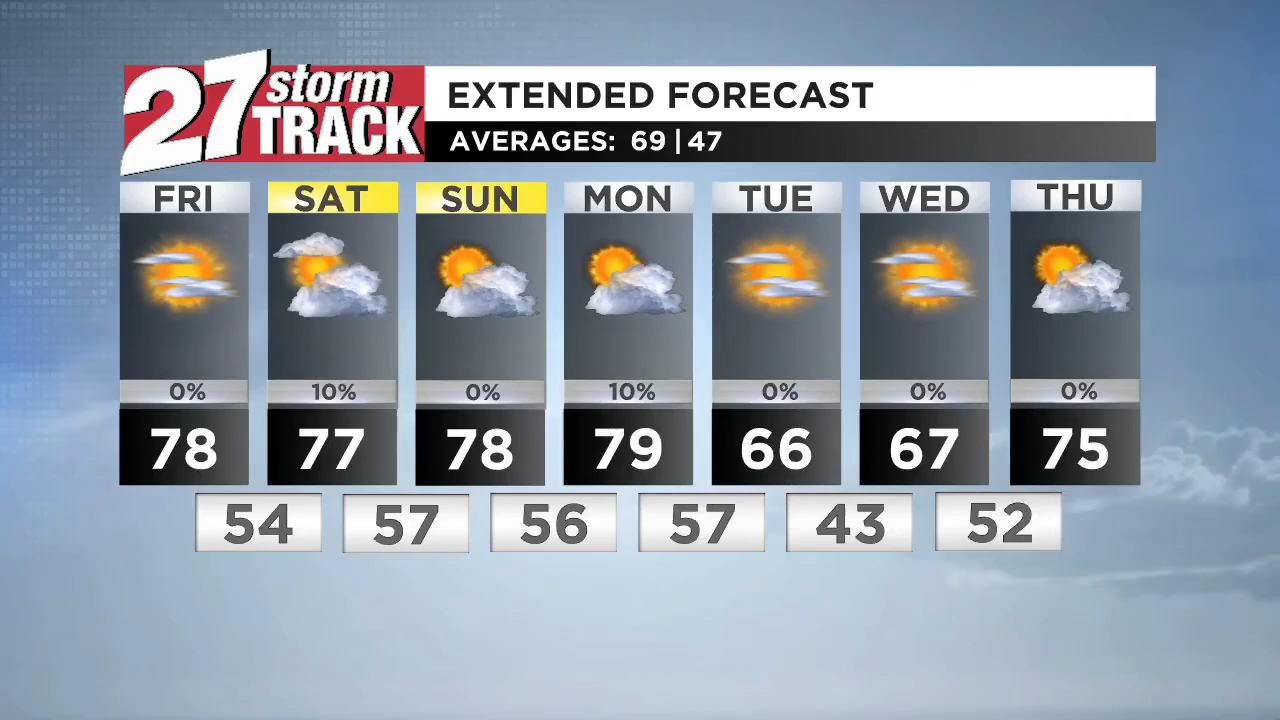 27 storm TRACK
EXTENDED FORECAST
AVERAGES: 69 | 47
FRI SAT SUN MON TUE WED THU
0% 10% 0% 10% 0% 0% 0%
78 77 78 79 66 67 75
54 57 56 57 43 52